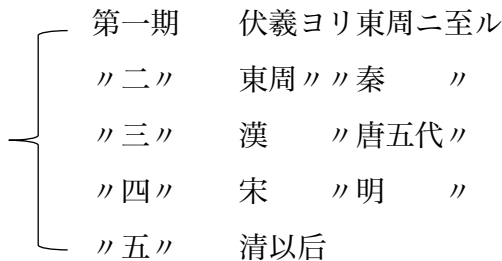 第一期 伏羲ヨリ東周ニ至ル
〃二〃 東周〃〃秦 〃
〃三〃 漢 〃唐五代〃
〃四〃 宋 〃明 〃
〃五〃 清以后